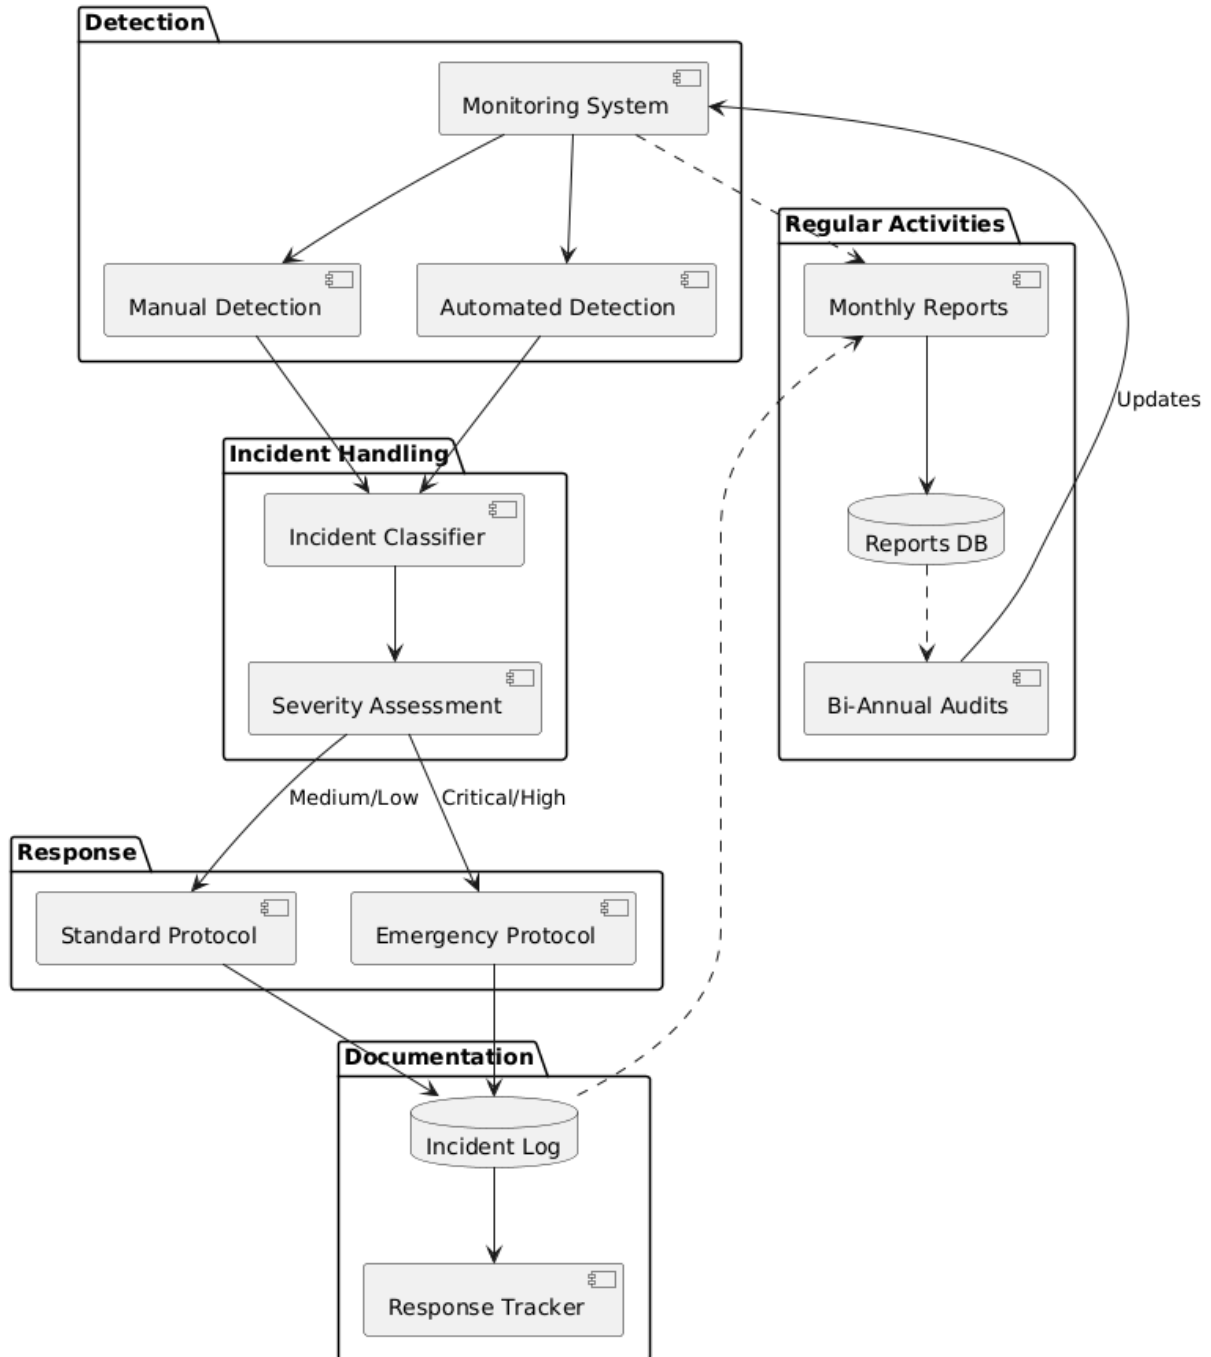 Detection
Monitoring System
Regular Activities
Manual Detection
Automated Detection
Monthly Reports
Updates
Incident Handling
Incident Classifier
Reports DB
Severity Assessment
Bi-Annual Audits
Medium/Low
Critical/High
Response
Standard Protocol
Emergency Protocol
Documentation
Incident Log
Response Tracker